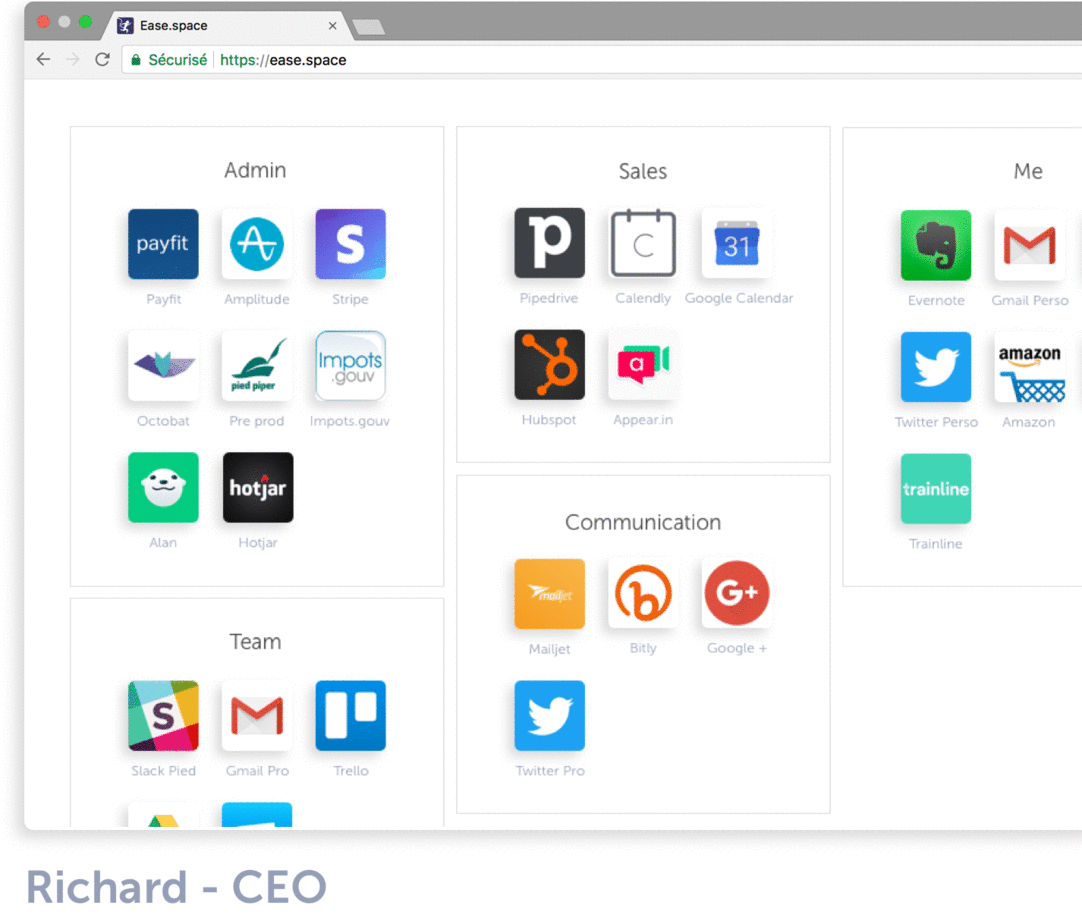 Ease.space
Sécurisé https://ease.space
Admin
payfit
Payfit
Amplitude
S
Stripe
Octobat
pied piper
Pre prod
Impots
.gouv
Impots.gouv
Alan
hotjar
Hotjar
Team
S
Slack Pied
Gmail Pro
Trello
Sales
p
Pipedrive
C
Calendly
31
Google Calendar
Hubspot
a
Appear.in
Communication
mailjet
Mailjet
b
Bitly
G+
Google +
Twitter Pro
Me
Evernote
Gmail Perso
Twitter Perso
amazon
Amazon
trainline
Trainline
Richard - CEO